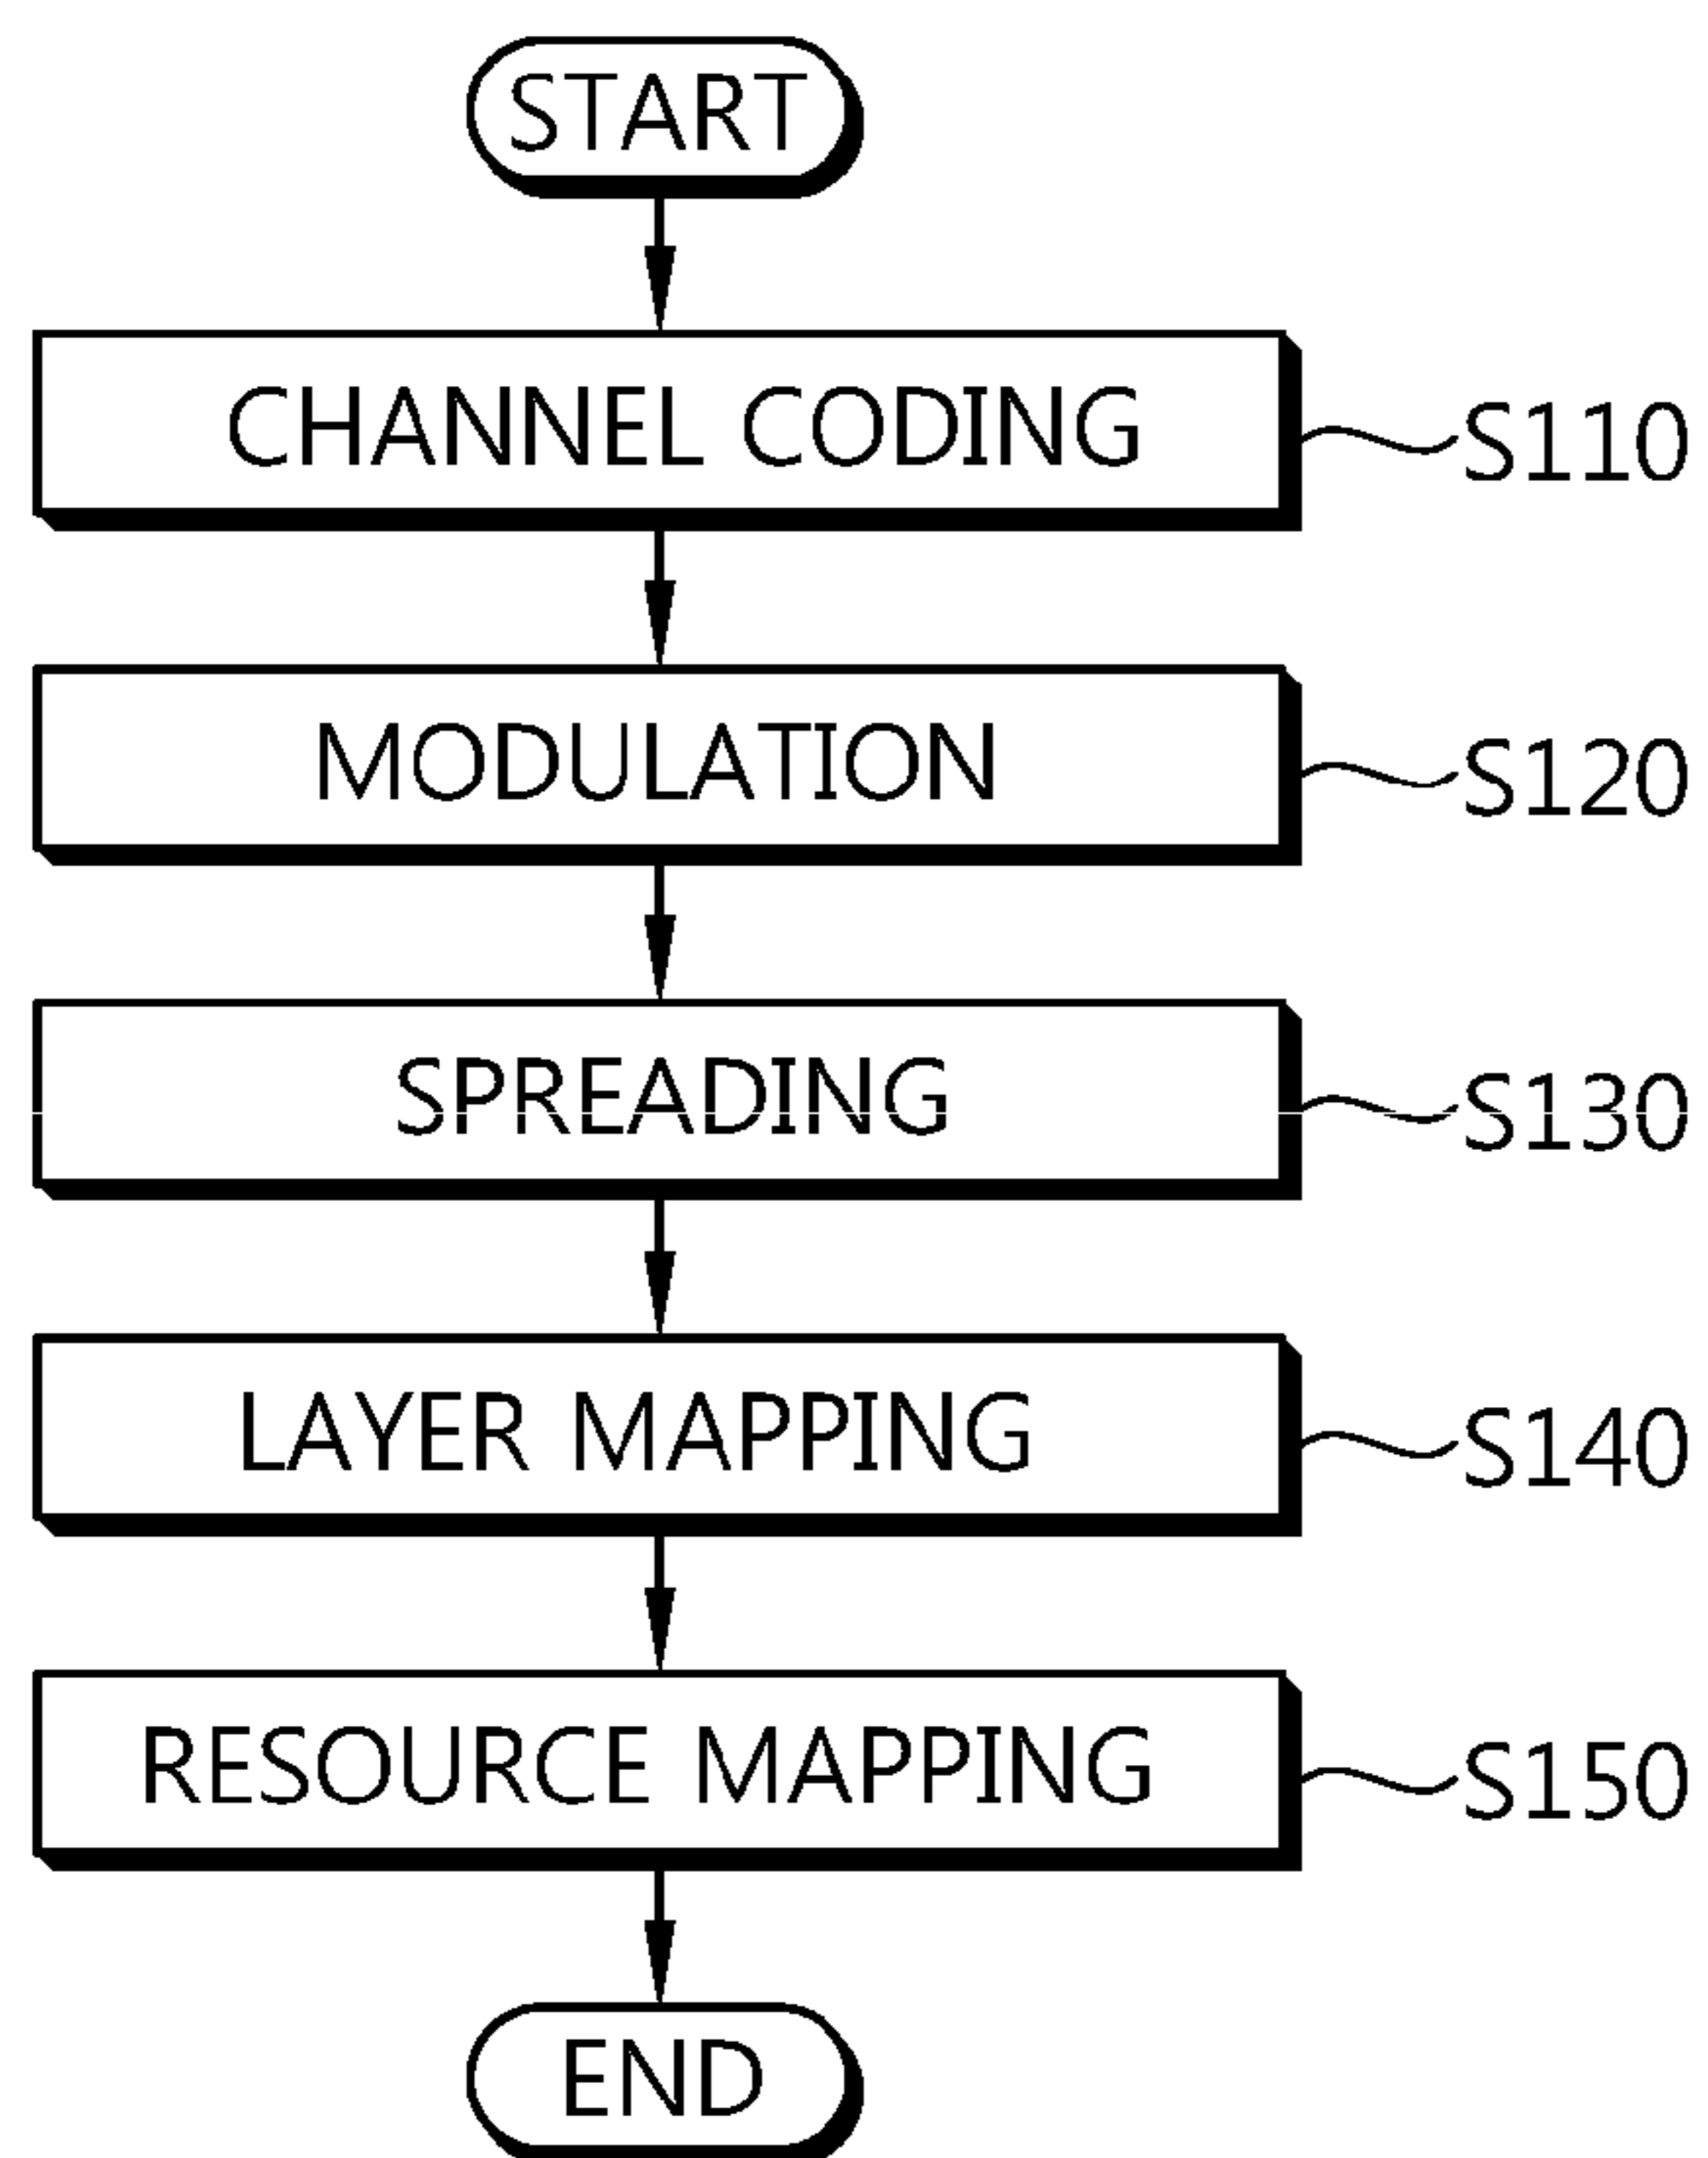 START
CHANNEL CODING
S110
MODULATION
S120
SPREADING
S130
LAYER MAPPING
S140
RESOURCE MAPPING
S150
END